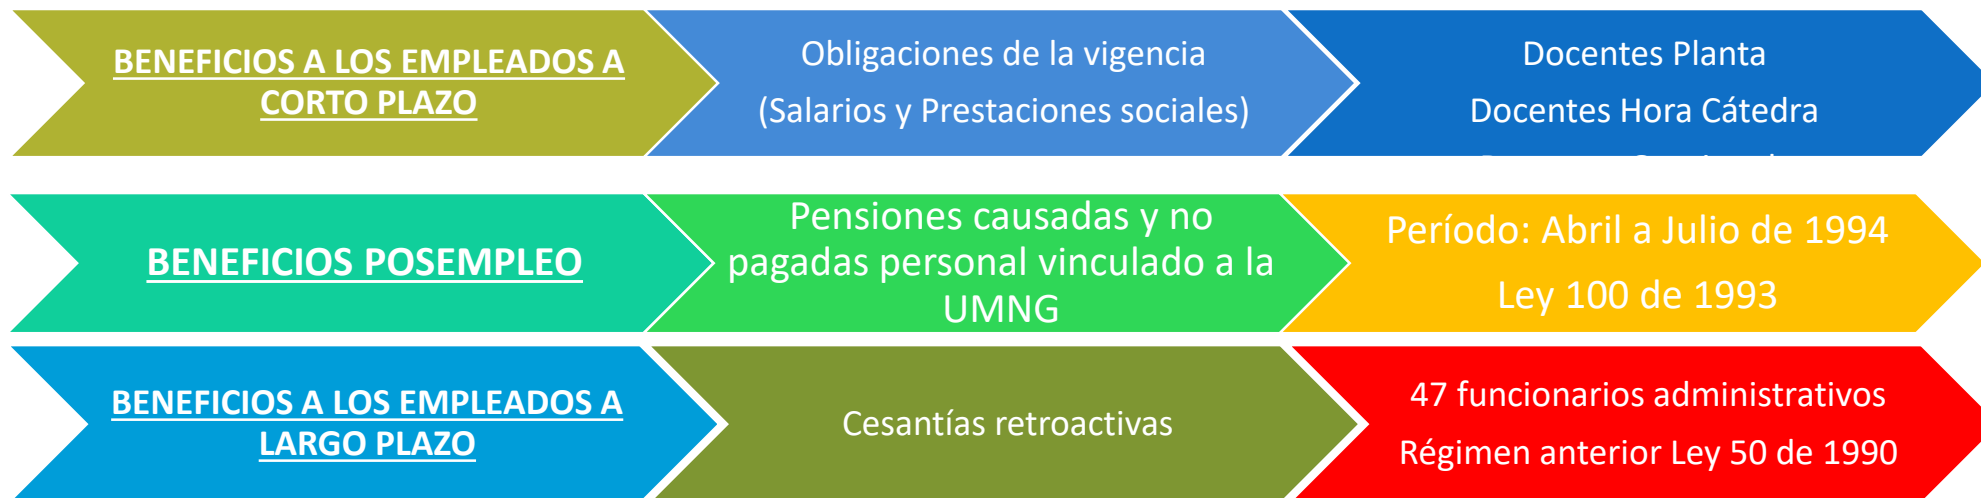 BENEFICIOS A LOS EMPLEADOS A
CORTO PLAZO
Obligaciones de la vigencia
(Salarios y Prestaciones sociales)
Docentes Planta
Docentes Hora Cátedra
BENEFICIOS POSEMPLEO
Pensiones causadas y no
pagadas personal vinculado a la
UMNG
Período: Abril a Julio de 1994
Ley 100 de 1993
BENEFICIOS A LOS EMPLEADOS A
LARGO PLAZO
Cesantías retroactivas
47 funcionarios administrativos
Régimen anterior Ley 50 de 1990